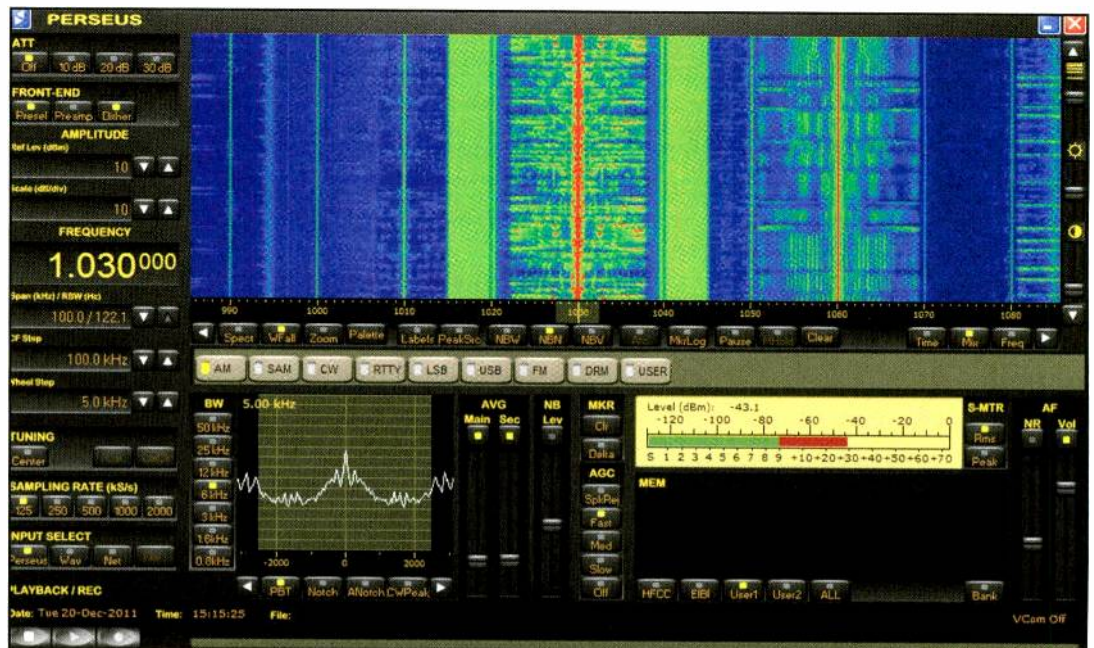 PERSEUS
ATT
Off 10 dB 20 dB 30 dB
FRONT-END
Presel Preamp Dither
AMPLITUDE
Ref Lev (dBm)
10
Scale (dB/div)
10
FREQUENCY
1.030000
Span (kHz) / RBW (Hz)
100.0 / 122.1
CF Step
100.0 kHz
Wheel Step
5.0 kHz
TUNING
Center
SAMPLING RATE (kS/s)
125 250 500 1000 2000
INPUT SELECT
Perseus Wav Net
PLAYBACK / REC
Date: Tue 20-Dec-2011 Time: 15:15:25 File:
990 1000 1010 1020 1030 1040 1050 1060 1070 1080
Spect WFall Zoom Palette Labels PeakSrc NBW NBN NBV MkrLog Pause Clear Time Mkr Freq
AM SAM CW RTTY LSB USB FM DRM USER
BW
50 kHz
25 kHz
12 kHz
6 kHz
3 kHz
1.6kHz
0.8kHz
5.00 kHz
-2000 0 2000
PBT Notch ANotch CWPeak
AVG
Main Sec
NB
Lev
MKR
Clr
Delta
AGC
SpkRej
Fast
Med
Slow
Off
Level (dBm): -43.1
-120 -100 -80 -60 -40 -20 0
S 1 2 3 4 5 6 7 8 9 +10+20+30+40+50+60+70
S-MTR
Rms
Peak
AF
NR Vol
MEM
HFCC EIBI User1 User2 ALL Bank
VCom Off